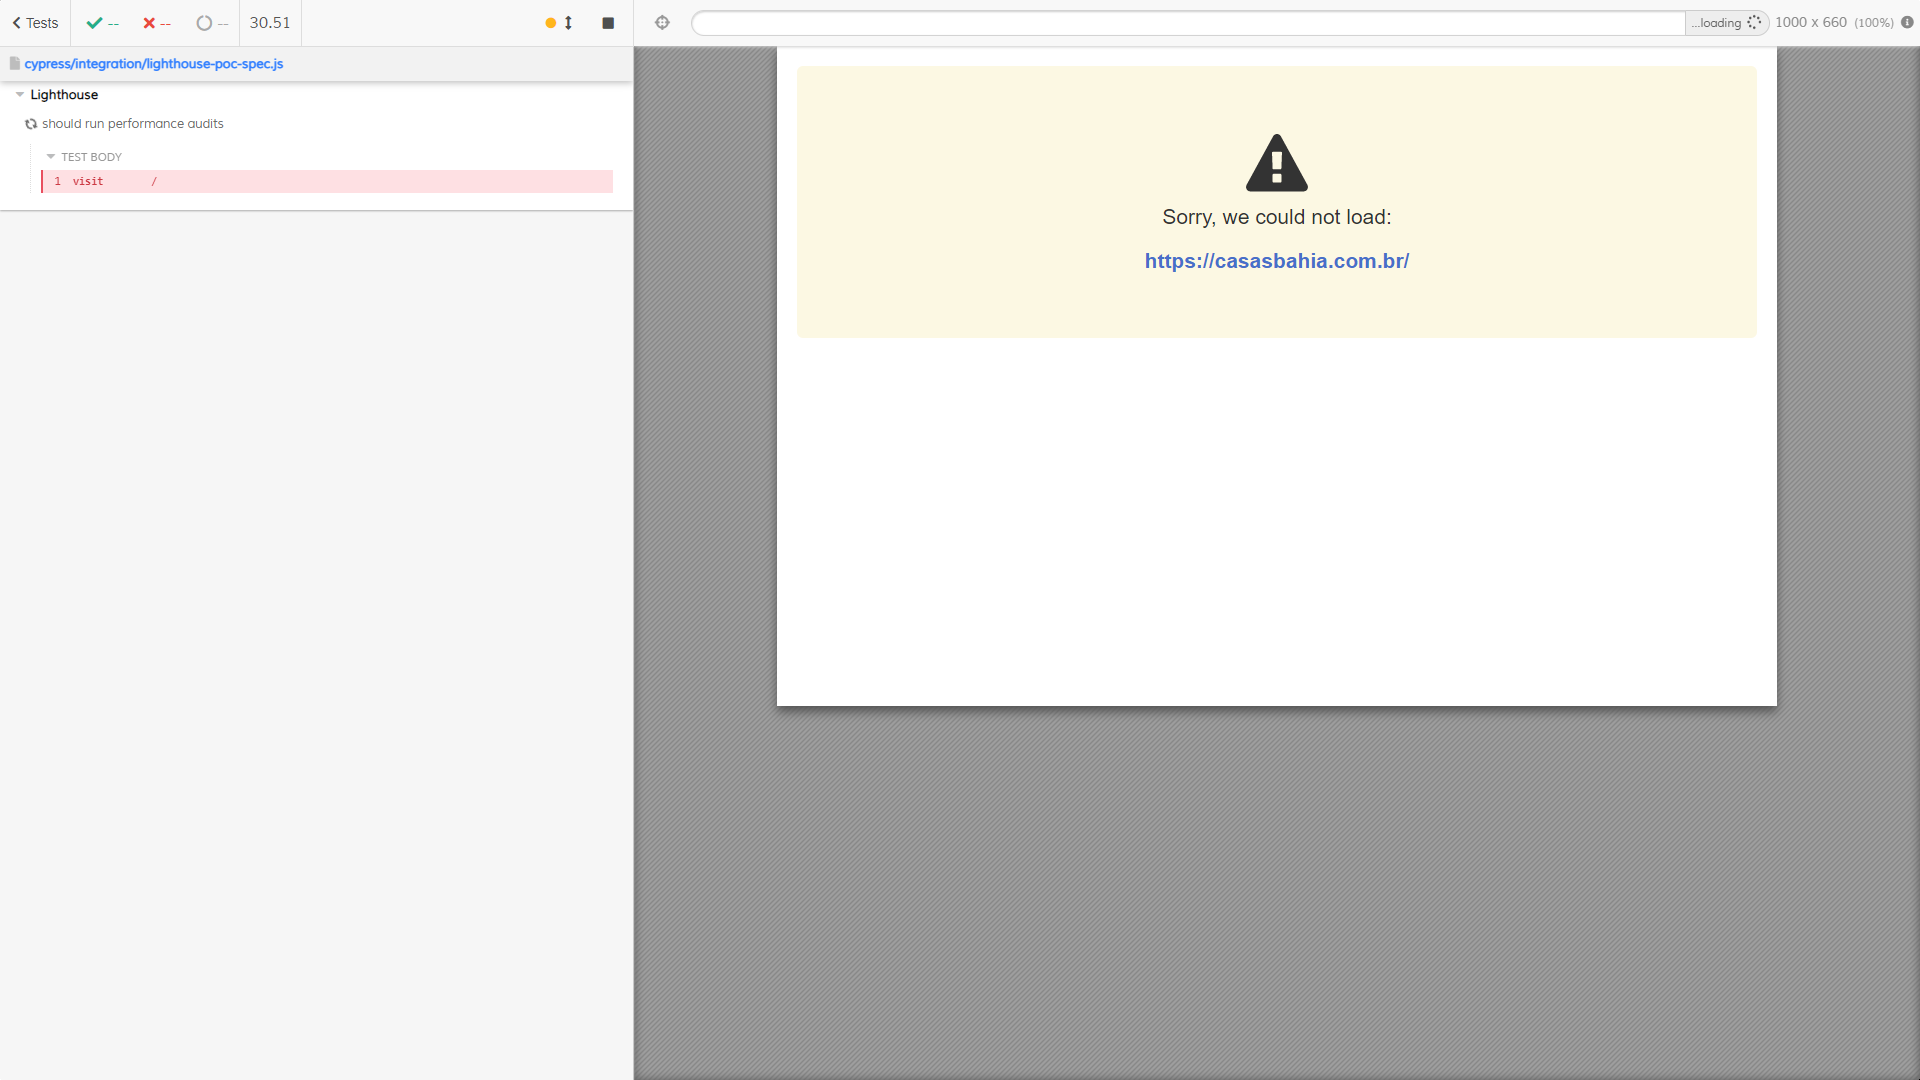 Tests -- -- -- 30.51
...loading 1000 x 660 (100%)
cypress/integration/lighthouse-poc-spec.js
Lighthouse
should run performance audits
TEST BODY
1 visit /
Sorry, we could not load:
https://casasbahia.com.br/